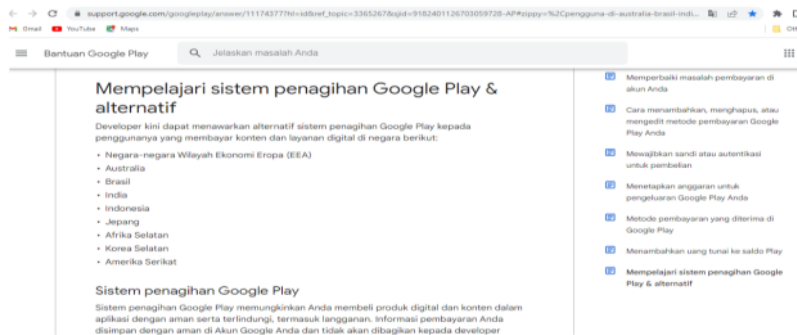 support.google.com/googleplay/answer/11174377?hl=id&ref_topic=3365267&sjid=9182401126703059728-AP#zippy=%2Cpengguna-di-australia-brasil-indi...
Gmail YouTube Maps
Bantuan Google Play
Jelaskan masalah Anda
Mempelajari sistem penagihan Google Play &
alternatif
Developer kini dapat menawarkan alternatif sistem penagihan Google Play kepada
penggunanya yang membayar konten dan layanan digital di negara berikut:
• Negara-negara Wilayah Ekonomi Eropa (EEA)
• Australia
• Brasil
• India
• Indonesia
• Jepang
• Afrika Selatan
• Korea Selatan
• Amerika Serikat
Sistem penagihan Google Play
Sistem penagihan Google Play memungkinkan Anda membeli produk digital dan konten dalam
aplikasi dengan aman serta terlindungi, termasuk langganan. Informasi pembayaran Anda
disimpan dengan aman di Akun Google Anda dan tidak akan dibagikan kepada developer
Memperbaiki masalah pembayaran di
akun Anda
Cara menambahkan, menghapus, atau
mengedit metode pembayaran Google
Play Anda
Mewajibkan sandi atau autentikasi
untuk pembelian
Menetapkan anggaran untuk
pengeluaran Google Play Anda
Metode pembayaran yang diterima di
Google Play
Menambahkan uang tunai ke saldo Play
Mempelajari sistem penagihan Google
Play & alternatif